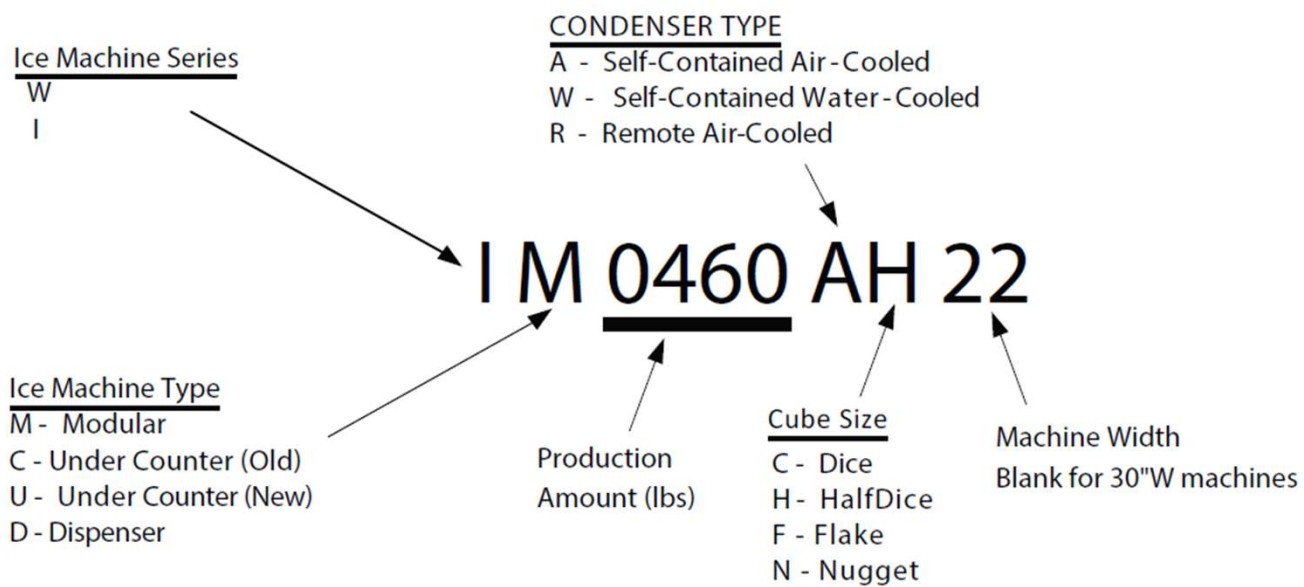 Ice Machine Series
W
I
CONDENSER TYPE
A - Self-Contained Air-Cooled
W - Self-Contained Water-Cooled
R - Remote Air-Cooled
I M 0460 AH 22
Ice Machine Type
M - Modular
C - Under Counter (Old)
U - Under Counter (New)
D - Dispenser
Production
Amount (lbs)
Cube Size
C - Dice
H - HalfDice
F - Flake
N - Nugget
Machine Width
Blank for 30"W machines